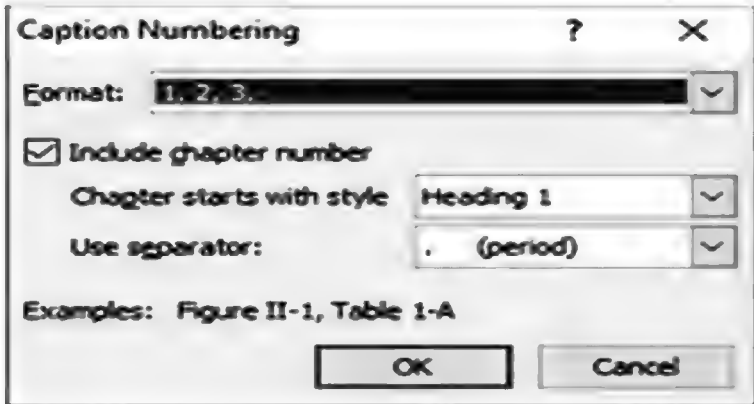 Caption Numbering ? ×
Format: 1, 2, 3,
Include chapter number
Chapter starts with style Heading 1
Use separator: . (period)
Examples: Figure II-1, Table 1-A
OK Cancel